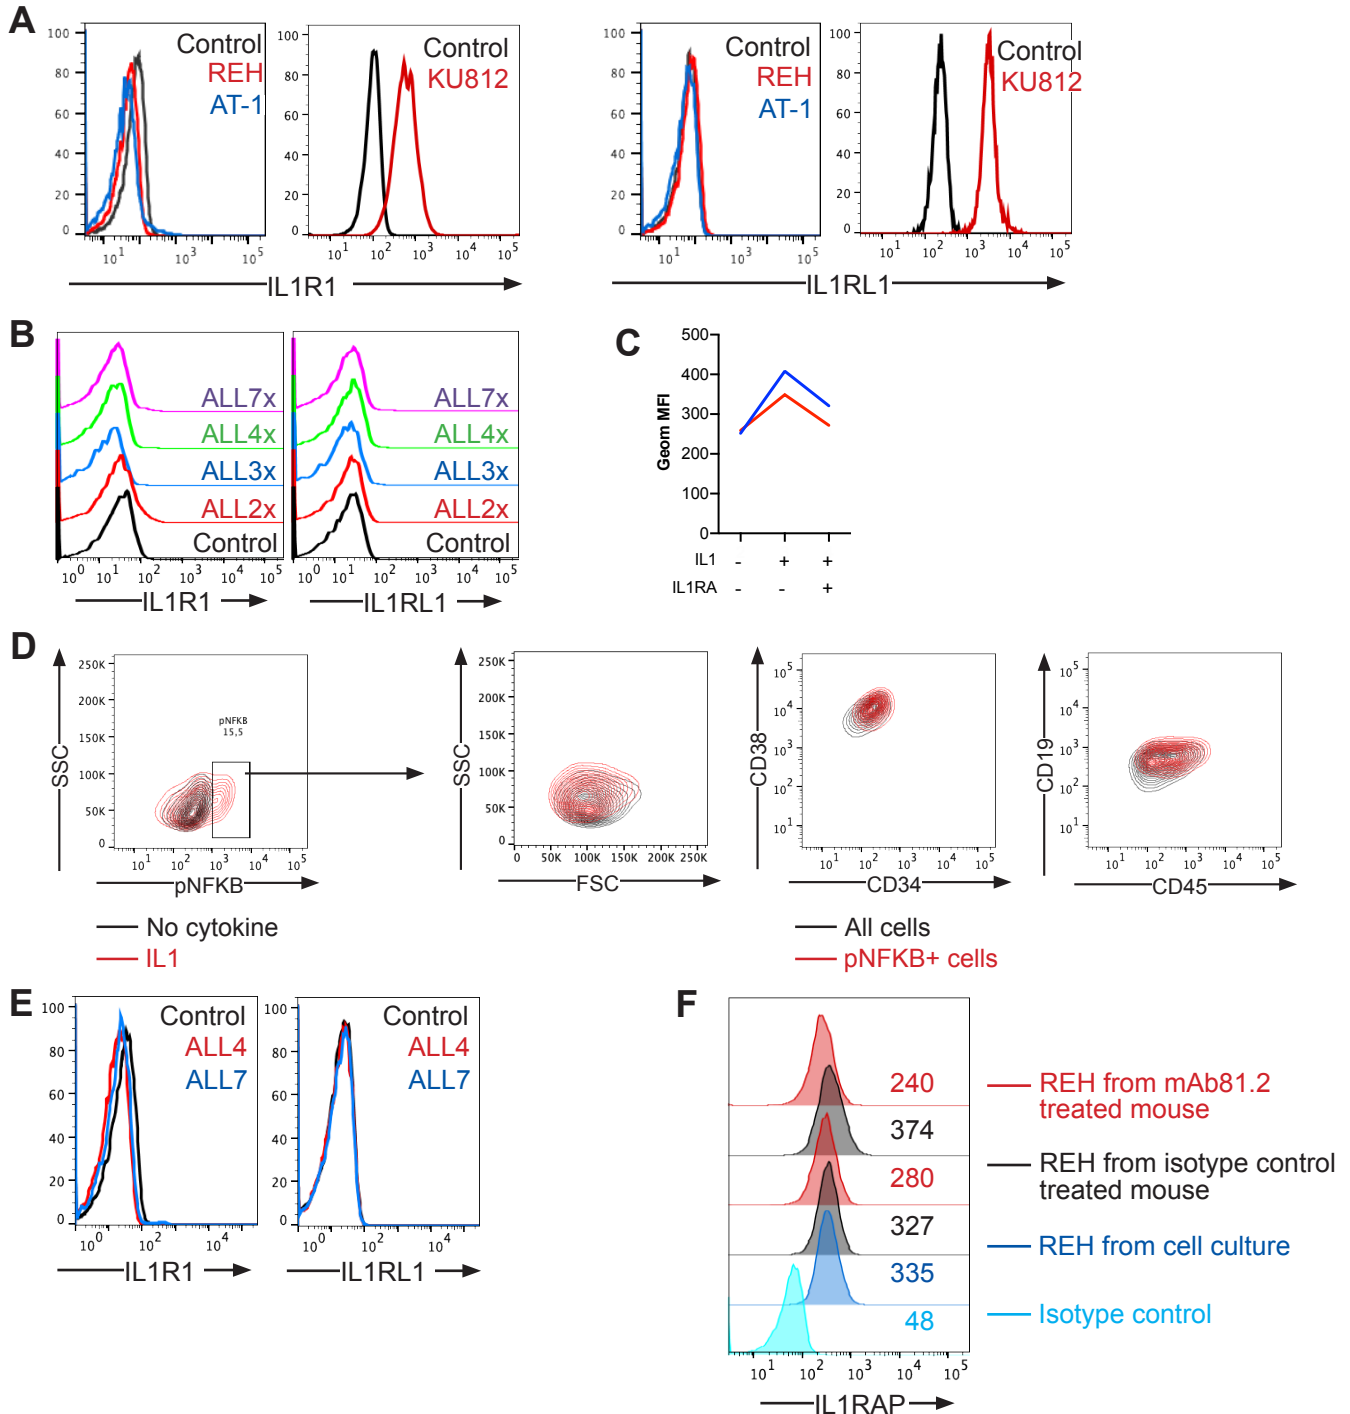 A
Control
REH
AT-1
100
80
60
40
20
0
10^1 10^3 10^5
Control
KU812
100
80
60
40
20
0
10^1 10^2 10^3 10^4 10^5
IL1R1
Control
REH
AT-1
100
80
60
40
20
0
10^1 10^3 10^5
Control
KU812
100
80
60
40
20
0
10^1 10^2 10^3 10^4 10^5
IL1RL1
B
ALL7x
ALL4x
ALL3x
ALL2x
Control
10^0 10^1 10^2 10^3 10^4 10^5
IL1R1
ALL7x
ALL4x
ALL3x
ALL2x
Control
10^0 10^1 10^2 10^3 10^4 10^5
IL1RL1
C
Geom MFI
500
400
300
200
100
0
IL1 - + +
IL1RA - - +
D
SSC
250K
200K
150K
100K
50K
0
pNFKB
15,5
10^1 10^2 10^3 10^4 10^5
pNFKB
No cytokine
IL1
SSC
250K
200K
150K
100K
50K
0
0 50K 100K 150K 200K 250K
FSC
CD38
10^5
10^4
10^3
10^2
10^1
10^1 10^2 10^3 10^4 10^5
CD34
All cells
pNFKB+ cells
CD19
10^5
10^4
10^3
10^2
10^1
10^1 10^2 10^3 10^4 10^5
CD45
E
Control
ALL4
ALL7
100
80
60
40
20
0
10^0 10^2 10^4
IL1R1
Control
ALL4
ALL7
100
80
60
40
20
0
10^0 10^2 10^4
IL1RL1
F
240
374
280
327
335
48
10^1 10^2 10^3 10^4 10^5
IL1RAP
REH from mAb81.2
treated mouse
REH from isotype control
treated mouse
REH from cell culture
Isotype control